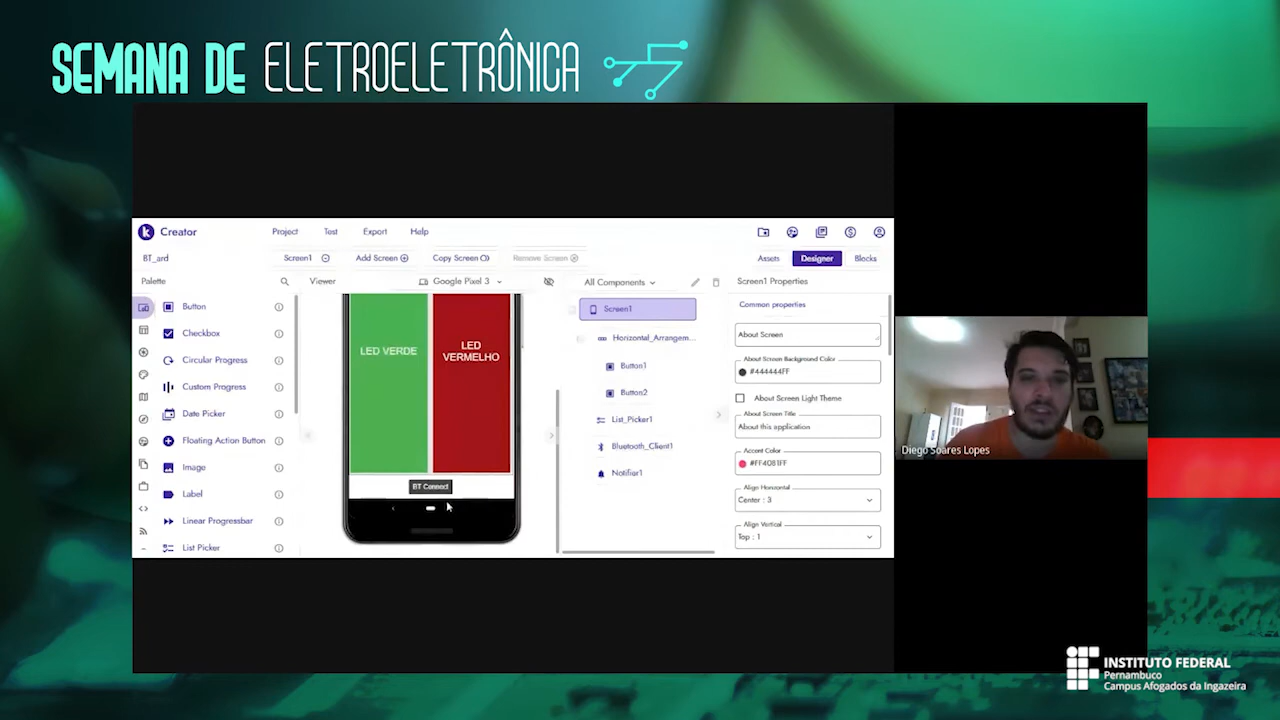 SEMANA DE ELETROELETRÔNICA
Creator
Project
Test
Export
Help
BT_ard
Screen1
Add Screen
Copy Screen
Remove Screen
Assets
Designer
Blocks
Palette
Viewer
Google Pixel 3
All Components
Screen1 Properties
Button
Checkbox
Circular Progress
Custom Progress
Date Picker
Floating Action Button
Image
Label
Linear Progressbar
List Picker
LED VERDE
LED
VERMELHO
BT Connect
Screen1
Horizontal_Arrangem...
Button1
Button2
List_Picker1
Bluetooth_Client1
Notifier1
Common properties
About Screen
About Screen Background Color
#444444FF
About Screen Light Theme
About Screen Title
About this application
Accent Color
#FF4081FF
Align Horizontal
Center : 3
Align Vertical
Top : 1
Diego Soares Lopes
INSTITUTO FEDERAL
Pernambuco
Campus Afogados da Ingazeira